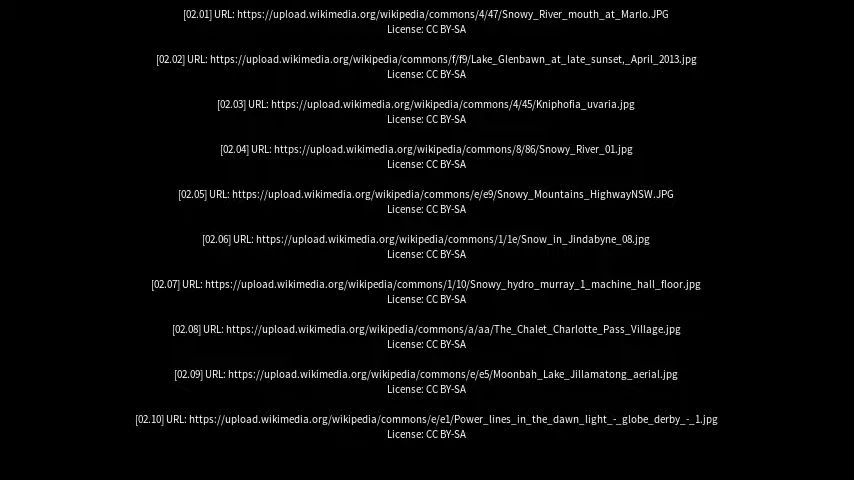 [02.01] URL: https://upload.wikimedia.org/wikipedia/commons/4/47/Snowy_River_mouth_at_Marlo.JPG
License: CC BY-SA
[02.02] URL: https://upload.wikimedia.org/wikipedia/commons/f/f9/Lake_Glenbawn_at_late_sunset,_April_2013.jpg
License: CC BY-SA
[02.03] URL: https://upload.wikimedia.org/wikipedia/commons/4/45/Kniphofia_uvaria.jpg
License: CC BY-SA
[02.04] URL: https://upload.wikimedia.org/wikipedia/commons/8/86/Snowy_River_01.jpg
License: CC BY-SA
[02.05] URL: https://upload.wikimedia.org/wikipedia/commons/e/e9/Snowy_Mountains_HighwayNSW.JPG
License: CC BY-SA
[02.06] URL: https://upload.wikimedia.org/wikipedia/commons/1/1e/Snow_in_Jindabyne_08.jpg
License: CC BY-SA
[02.07] URL: https://upload.wikimedia.org/wikipedia/commons/1/10/Snowy_hydro_murray_1_machine_hall_floor.jpg
License: CC BY-SA
[02.08] URL: https://upload.wikimedia.org/wikipedia/commons/a/aa/The_Chalet_Charlotte_Pass_Village.jpg
License: CC BY-SA
[02.09] URL: https://upload.wikimedia.org/wikipedia/commons/e/e5/Moonbah_Lake_Jillamatong_aerial.jpg
License: CC BY-SA
[02.10] URL: https://upload.wikimedia.org/wikipedia/commons/e/e1/Power_lines_in_the_dawn_light_-_globe_derby_-_1.jpg
License: CC BY-SA